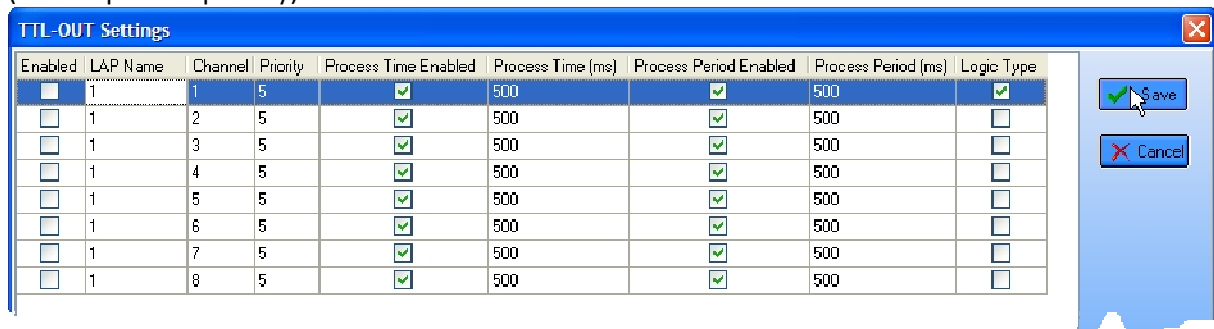 TTL-OUT Settings
Enabled LAP Name Channel Priority Process Time Enabled Process Time (ms) Process Period Enabled Process Period (ms) Logic Type
1 1 5 500 500
1 2 5 500 500
1 3 5 500 500
1 4 5 500 500
1 5 5 500 500
1 6 5 500 500
1 7 5 500 500
1 8 5 500 500
Save
Cancel